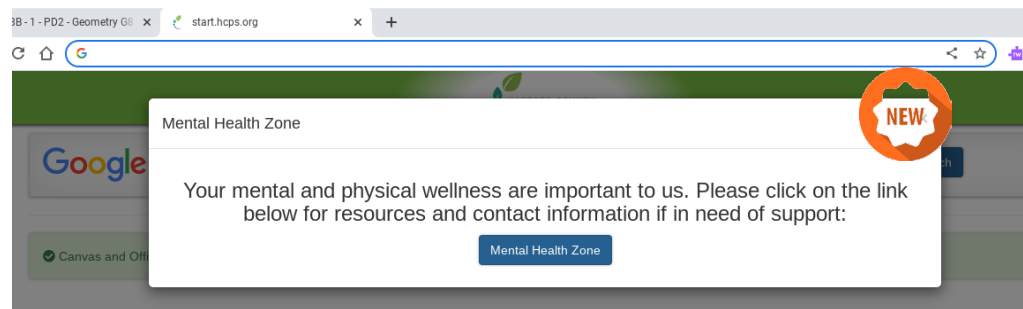 3B - 1 - PD2 - Geometry G8
start.hcps.org
Mental Health Zone
NEW
Google
Your mental and physical wellness are important to us. Please click on the link
below for resources and contact information if in need of support:
Mental Health Zone
Canvas and Offi